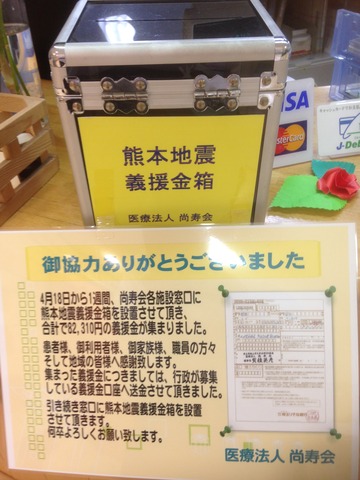 熊本地震
義援金箱
医療法人 尚寿会
VISA
MasterCard
J-De
御協力ありがとうございました
4月18日から1週間、尚寿会各施設窓口に
熊本地震義援金箱を設置させて頂き、
合計で82,310円の義援金が集まりました。
患者様、御利用者様、御家族様、職員の方々
そして地域の皆様へ感謝致します。
集まった義援金につきましては、行政が募集
している義援金口座へ入金させて頂きました。
引き続き窓口に熊本地震義援金箱を設置
させて頂きます。
何卒よろしくお願い致します。
医療法人 尚寿会